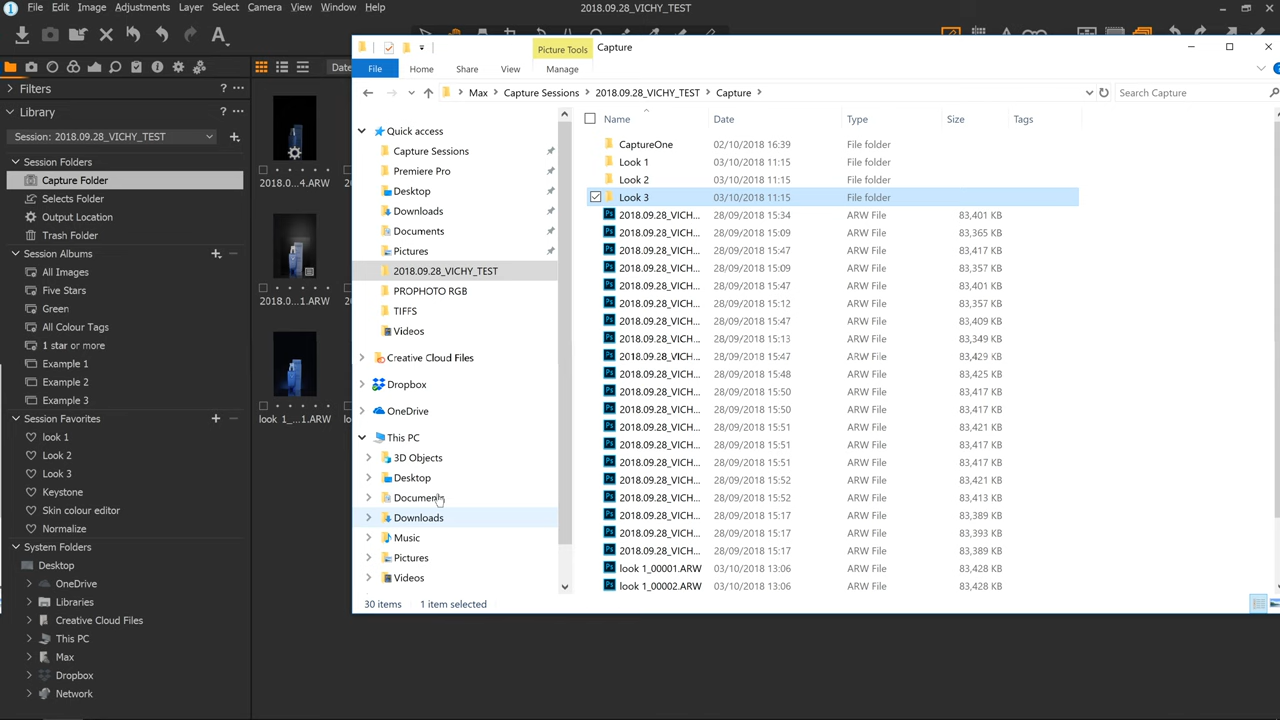 File Edit View Image Adjustments Layer Select Camera Window Help 2018.09.28_VICHY_TEST
Date
Filters ? •••
Library ? •••
Session: 2018.09.28_VICHY_TEST
Session Folders
Capture Folder
Selects Folder
Output Location
Trash Folder
Session Albums
All Images
Five Stars
Green
All Colour Tags
1 star or more
Example 1
Example 2
Example 3
Session Favorites
look 1
Look 2
Look 3
Keystone
Skin colour editor
Normalize
System Folders
Desktop
OneDrive
Libraries
Creative Cloud Files
This PC
Max
Dropbox
Network
2018.0...4.ARW
2018.0...1.ARW
look 1_...1.ARW
Picture Tools Capture
File Home Share View Manage
Max > Capture Sessions > 2018.09.28_VICHY_TEST > Capture > Search Capture
Quick access
Capture Sessions
Premiere Pro
Desktop
Downloads
Documents
Pictures
2018.09.28_VICHY_TEST
PROPHOTO RGB
TIFFS
Videos
Creative Cloud Files
Dropbox
OneDrive
This PC
3D Objects
Desktop
Documents
Downloads
Music
Pictures
Videos
Name Date Type Size Tags
CaptureOne 02/10/2018 16:39 File folder
Look 1 03/10/2018 11:15 File folder
Look 2 03/10/2018 11:15 File folder
Look 3 03/10/2018 11:15 File folder
2018.09.28_VICH... 28/09/2018 15:34 ARW File 83,401 KB
2018.09.28_VICH... 28/09/2018 15:09 ARW File 83,365 KB
2018.09.28_VICH... 28/09/2018 15:47 ARW File 83,417 KB
2018.09.28_VICH... 28/09/2018 15:09 ARW File 83,357 KB
2018.09.28_VICH... 28/09/2018 15:47 ARW File 83,401 KB
2018.09.28_VICH... 28/09/2018 15:12 ARW File 83,357 KB
2018.09.28_VICH... 28/09/2018 15:47 ARW File 83,409 KB
2018.09.28_VICH... 28/09/2018 15:13 ARW File 83,349 KB
2018.09.28_VICH... 28/09/2018 15:47 ARW File 83,429 KB
2018.09.28_VICH... 28/09/2018 15:48 ARW File 83,425 KB
2018.09.28_VICH... 28/09/2018 15:50 ARW File 83,417 KB
2018.09.28_VICH... 28/09/2018 15:50 ARW File 83,417 KB
2018.09.28_VICH... 28/09/2018 15:51 ARW File 83,421 KB
2018.09.28_VICH... 28/09/2018 15:51 ARW File 83,417 KB
2018.09.28_VICH... 28/09/2018 15:51 ARW File 83,417 KB
2018.09.28_VICH... 28/09/2018 15:52 ARW File 83,421 KB
2018.09.28_VICH... 28/09/2018 15:52 ARW File 83,413 KB
2018.09.28_VICH... 28/09/2018 15:17 ARW File 83,389 KB
2018.09.28_VICH... 28/09/2018 15:17 ARW File 83,393 KB
2018.09.28_VICH... 28/09/2018 15:17 ARW File 83,389 KB
look 1_00001.ARW 03/10/2018 13:06 ARW File 83,428 KB
look 1_00002.ARW 03/10/2018 13:06 ARW File 83,428 KB
30 items 1 item selected